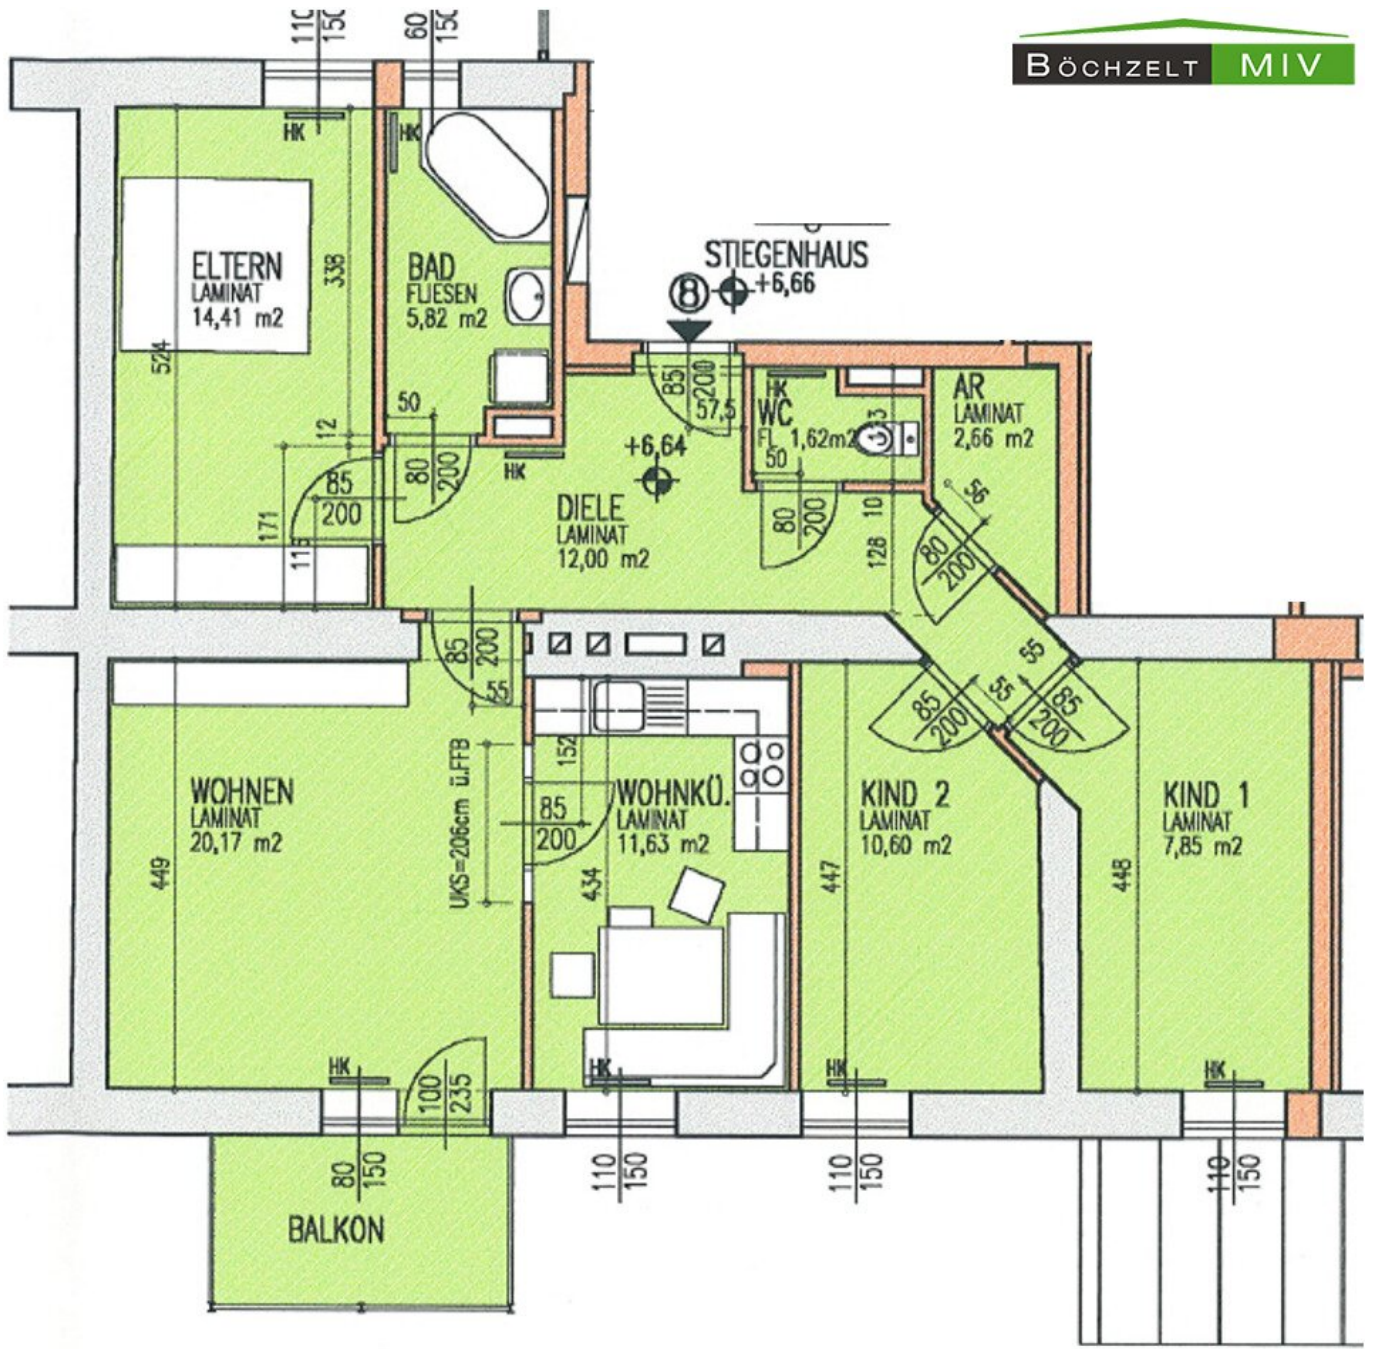 110
150
60
150
BÖCHZELT MIV
HK
HK
ELTERN
LAMINAT
14,41 m2
338
524
12
BAD
FLIESEN
5,82 m2
50
STIEGENHAUS
+6,66
8
85
200
57,5
HK
WC
FL 1,62m2
50
AR
LAMINAT
2,66 m2
56
+6,64
HK
80
200
85
200
171
DIELE
LAMINAT
12,00 m2
80
200
10
128
80
200
85
200
55
55
55
85
200
85
200
WOHNEN
LAMINAT
20,17 m2
449
UKS=206cm ü.FFB
152
85
200
WOHNKÜ.
LAMINAT
11,63 m2
434
KIND 2
LAMINAT
10,60 m2
447
KIND 1
LAMINAT
7,85 m2
448
HK
HK
HK
HK
100
235
80
150
110
150
110
150
110
150
BALKON